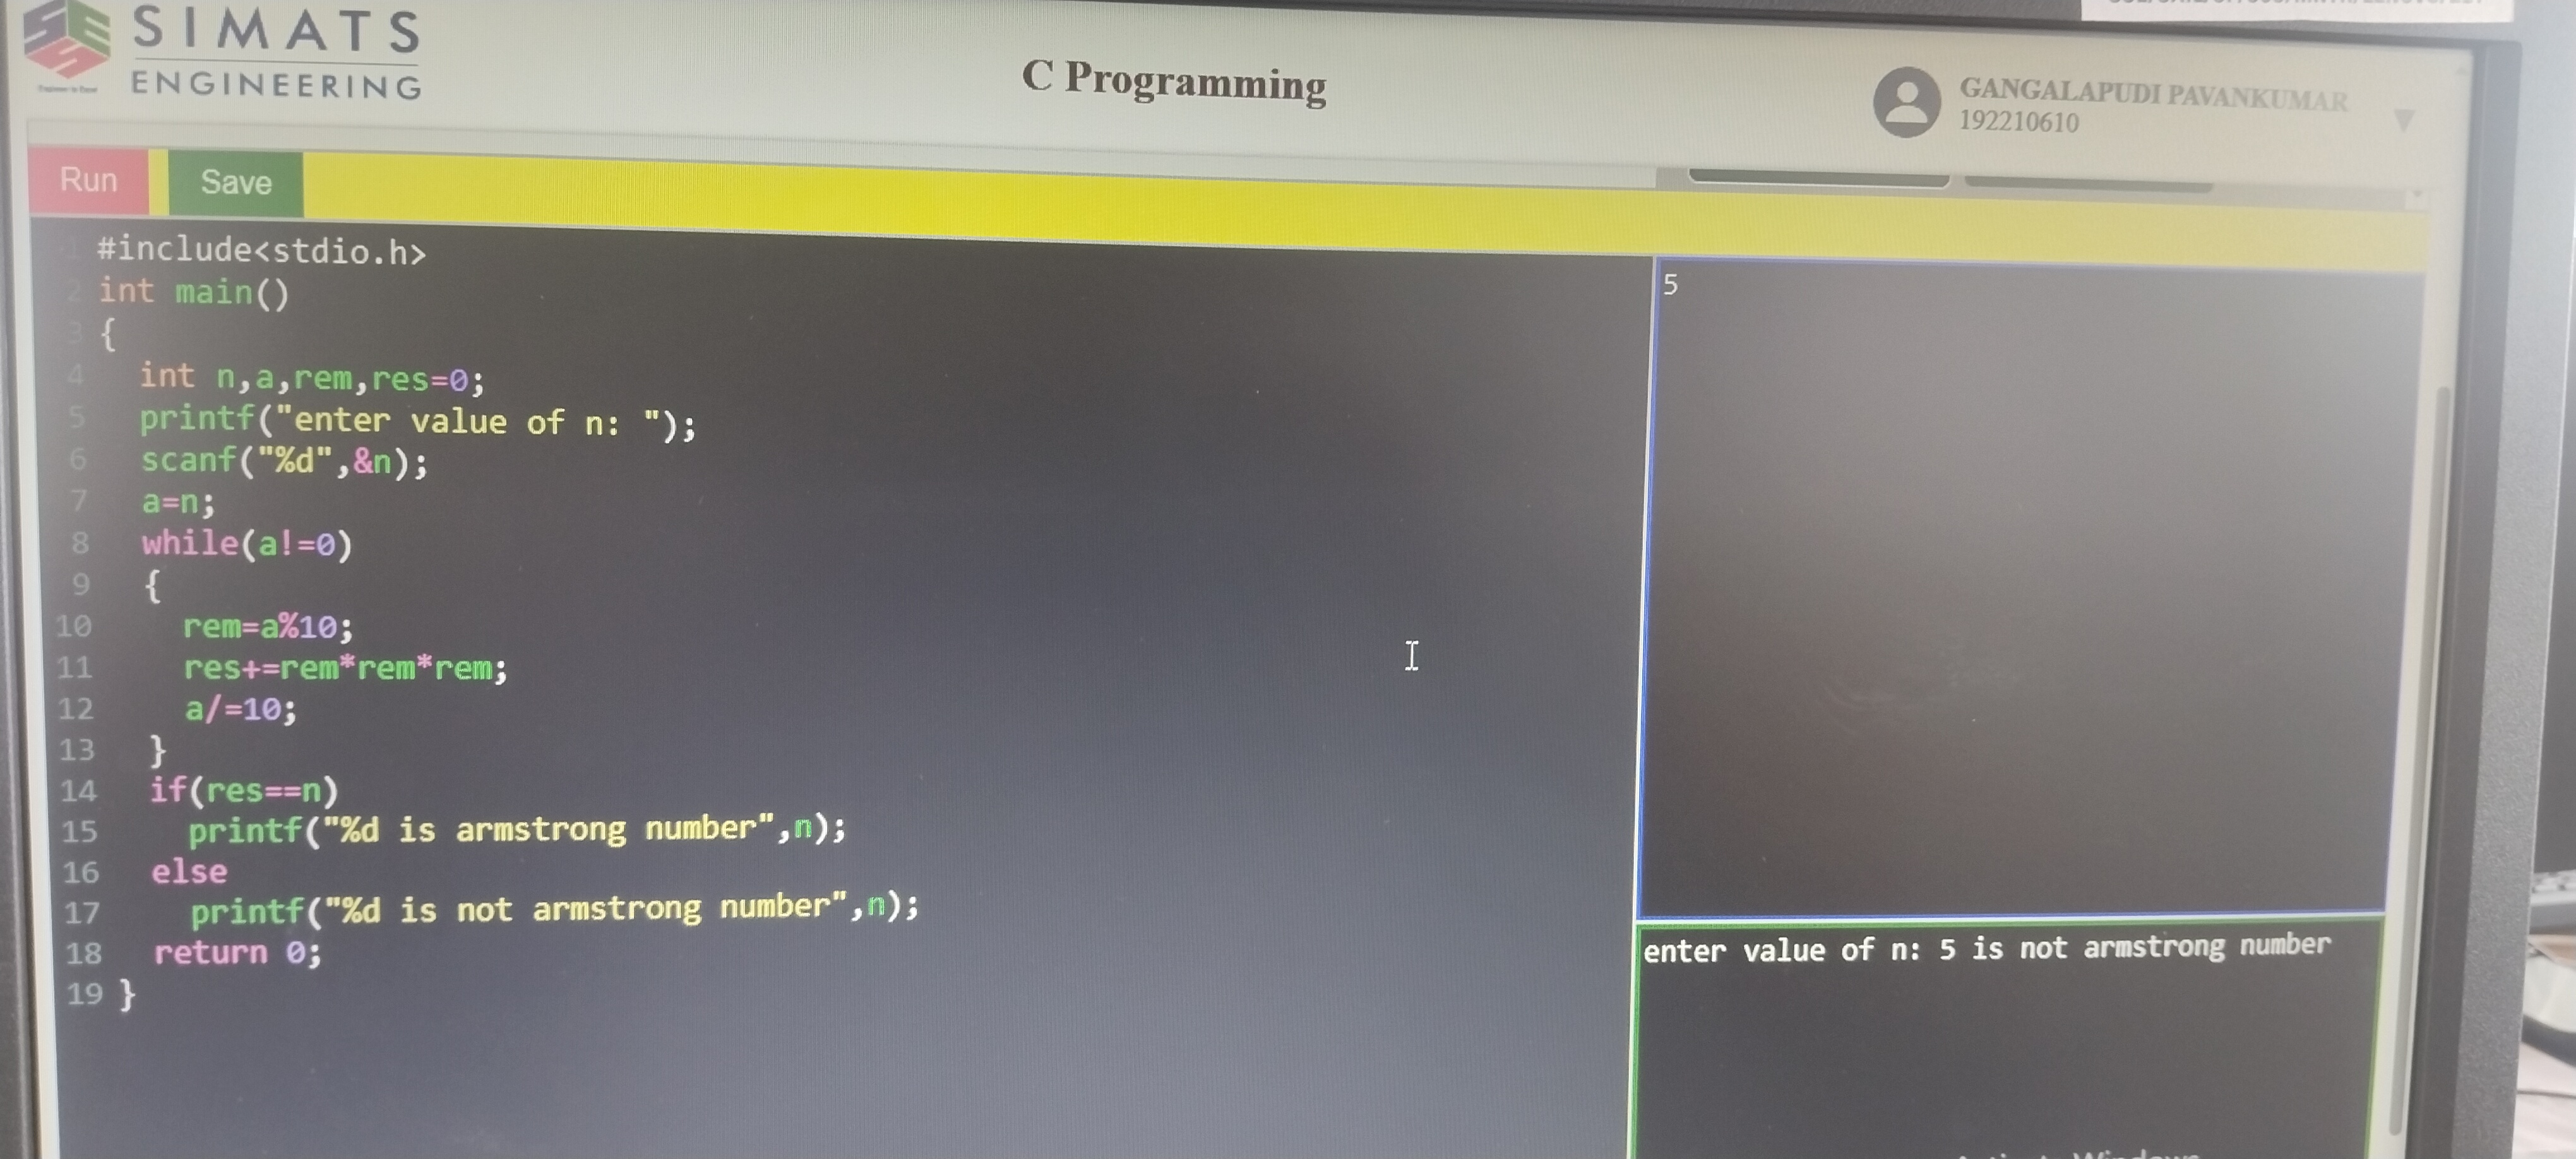 SIMATS
ENGINEERING
C Programming
GANGALAPUDI PAVANKUMAR
192210610
Run
Save
1 #include<stdio.h>
2 int main()
3 {
4 int n,a,rem,res=0;
5 printf("enter value of n: ");
6 scanf("%d",&n);
7 a=n;
8 while(a!=0)
9 {
10 rem=a%10;
11 res+=rem*rem*rem;
12 a/=10;
13 }
14 if(res==n)
15 printf("%d is armstrong number",n);
16 else
17 printf("%d is not armstrong number",n);
18 return 0;
19 }
5
enter value of n: 5 is not armstrong number